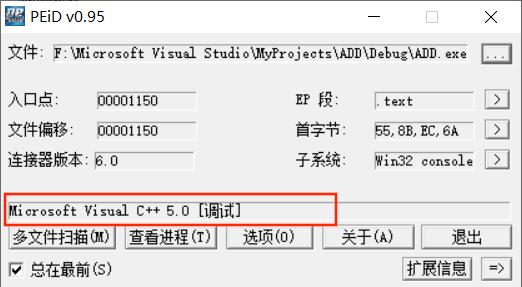 PEiD v0.95
文件: F:\Microsoft Visual Studio\MyProjects\ADD\Debug\ADD.exe ...
入口点: 00001150 EP 段: .text >
文件偏移: 00001150 首字节: 55,8B,EC,6A >
连接器版本: 6.0 子系统: Win32 console >
Microsoft Visual C++ 5.0 [调试]
多文件扫描(M) 查看进程(T) 选项(O) 关于(A) 退出
总在最前(S) 扩展信息 =>